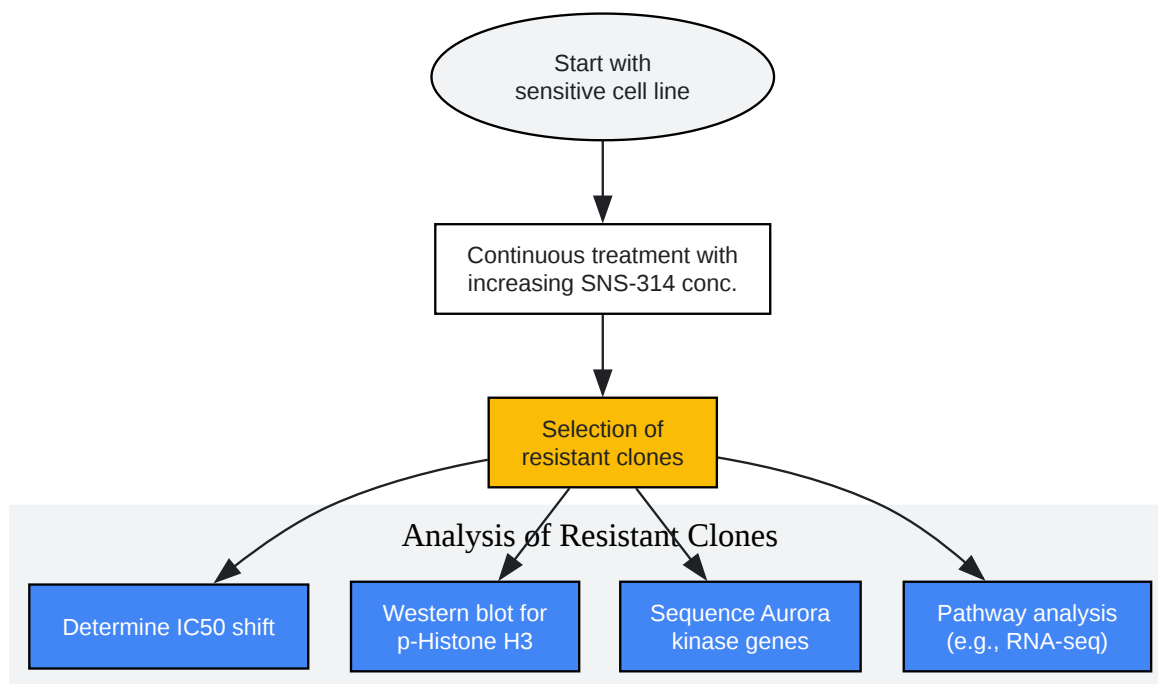 Start with
sensitive cell line
Continuous treatment with
increasing SNS-314 conc.
Selection of
resistant clones
Analysis of Resistant Clones
Determine IC50 shift
Western blot for
p-Histone H3
Sequence Aurora
kinase genes
Pathway analysis
(e.g., RNA-seq)